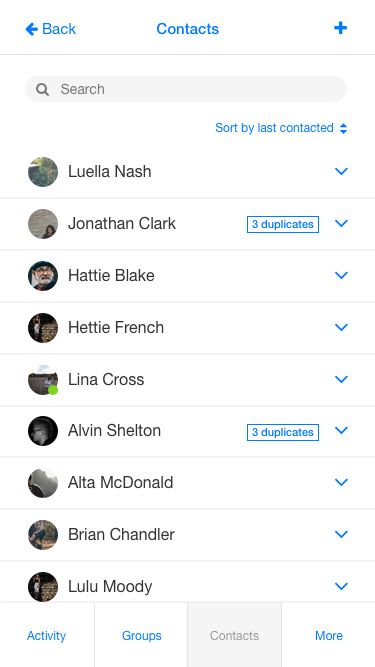 Back Contacts
Search
Sort by last contacted
Luella Nash
Jonathan Clark 3 duplicates
Hattie Blake
Hettie French
Lina Cross
Alvin Shelton 3 duplicates
Alta McDonald
Brian Chandler
Lulu Moody
Activity Groups Contacts More